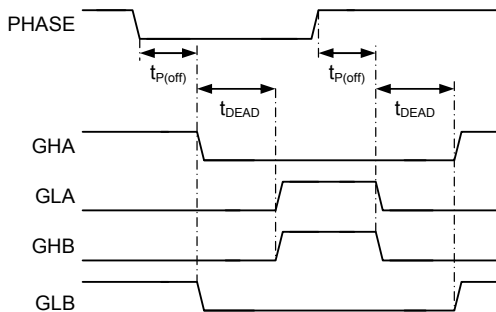 PHASE
tP(off) tP(off)
tDEAD tDEAD
GHA
GLA
GHB
GLB